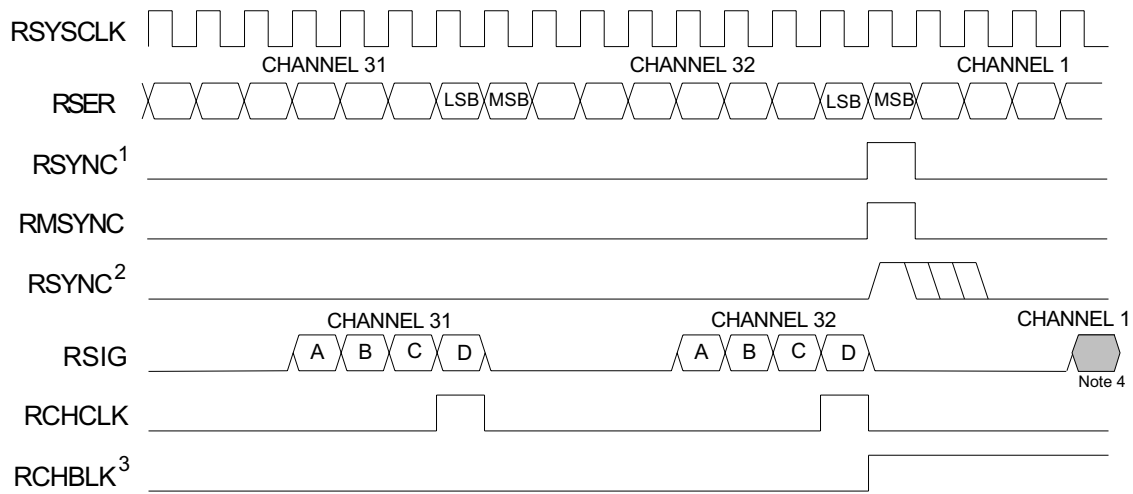 RSYSCLK
CHANNEL 31 CHANNEL 32 CHANNEL 1
RSER LSB MSB LSB MSB
RSYNC¹
RMSYNC
RSYNC²
CHANNEL 31 CHANNEL 32 CHANNEL 1
RSIG A B C D A B C D
Note 4
RCHCLK
RCHBLK³